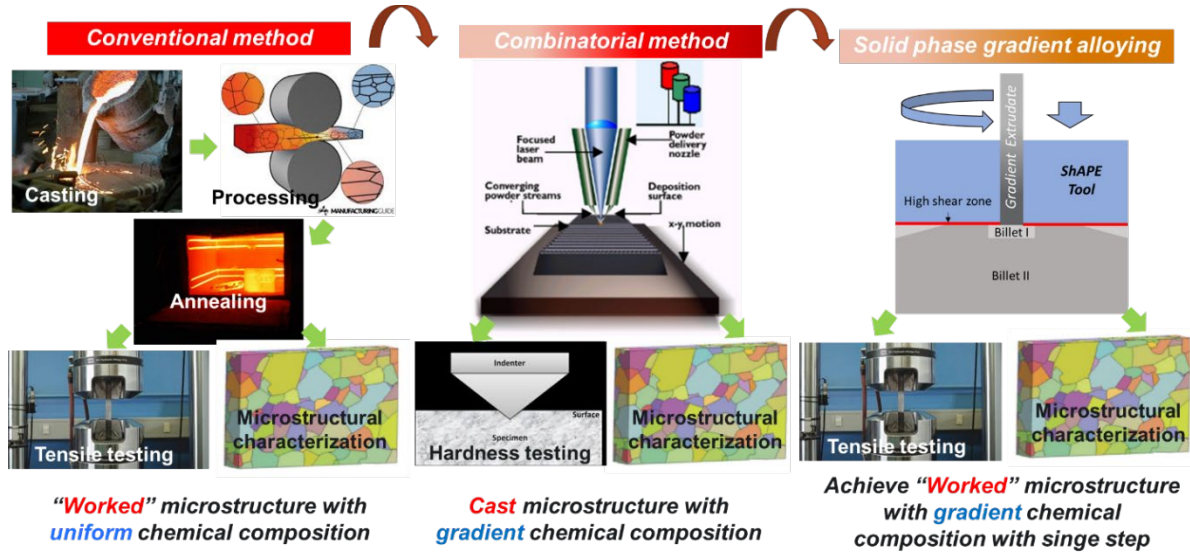 Conventional method
Combinatorial method
Solid phase gradient alloying
Casting
Processing
MANUFACTURINGGUIDE
Annealing
Tensile testing
Microstructural
characterization
“Worked” microstructure with
uniform chemical composition
Focused
laser
beam
Powder
delivery
nozzle
Converging
powder streams
Deposition
surface
Substrate
x-y motion
Indenter
Surface
Specimen
Hardness testing
Microstructural
characterization
Cast microstructure with
gradient chemical composition
Gradient Extrudate
ShAPE
Tool
High shear zone
Billet I
Billet II
Tensile testing
Microstructural
characterization
Achieve “Worked” microstructure
with gradient chemical
composition with singe step